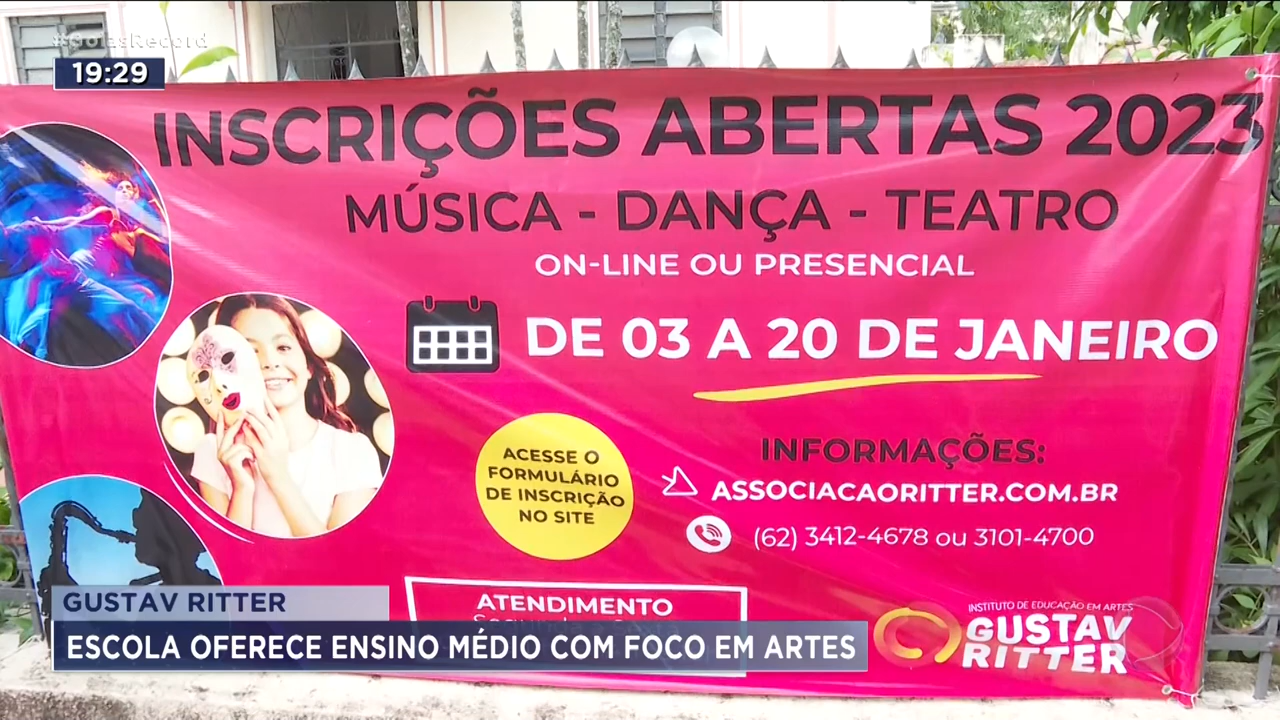 #GoiásRecord
19:29
INSCRIÇÕES ABERTAS 2023
MÚSICA - DANÇA - TEATRO
ON-LINE OU PRESENCIAL
DE 03 A 20 DE JANEIRO
ACESSE O
FORMULÁRIO
DE INSCRIÇÃO
NO SITE
INFORMAÇÕES:
ASSOCIACAORITTER.COM.BR
(62) 3412-4678 ou 3101-4700
ATENDIMENTO
INSTITUTO DE EDUCAÇÃO EM ARTES
GUSTAV
RITTER
GUSTAV RITTER
ESCOLA OFERECE ENSINO MÉDIO COM FOCO EM ARTES